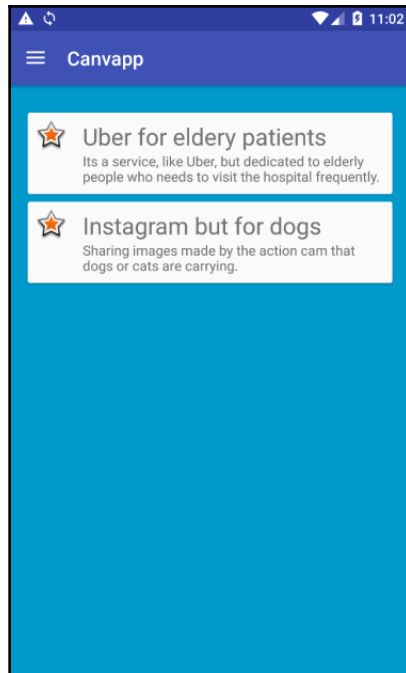 11:02
Canvapp
Uber for eldery patients
Its a service, like Uber, but dedicated to elderly
people who needs to visit the hospital frequently.
Instagram but for dogs
Sharing images made by the action cam that
dogs or cats are carrying.